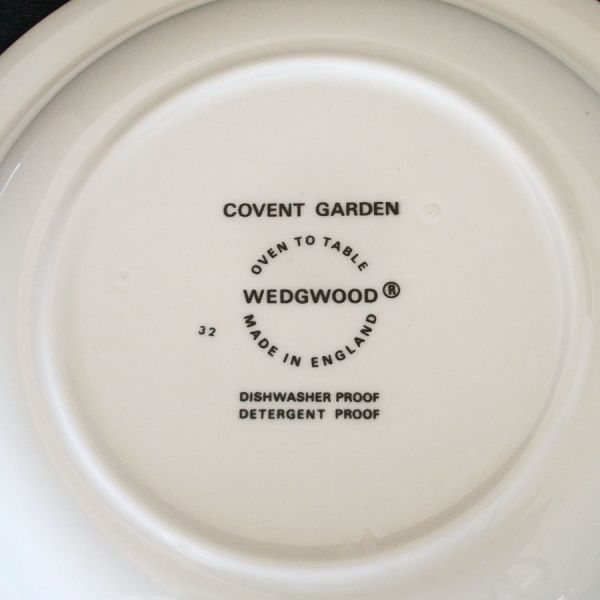 COVENT GARDEN
OVEN TO TABLE
WEDGWOOD®
MADE IN ENGLAND
32
DISHWASHER PROOF
DETERGENT PROOF